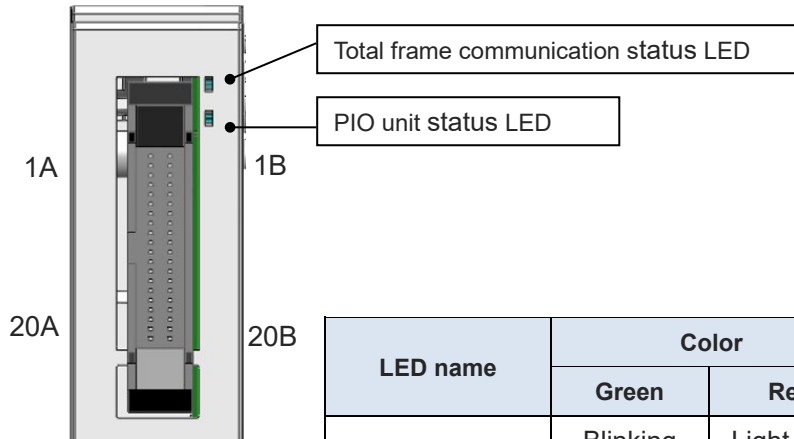 Total frame communication status LED
PIO unit status LED
1A
1B
20A
20B
LED name
Color
Green
Blinking